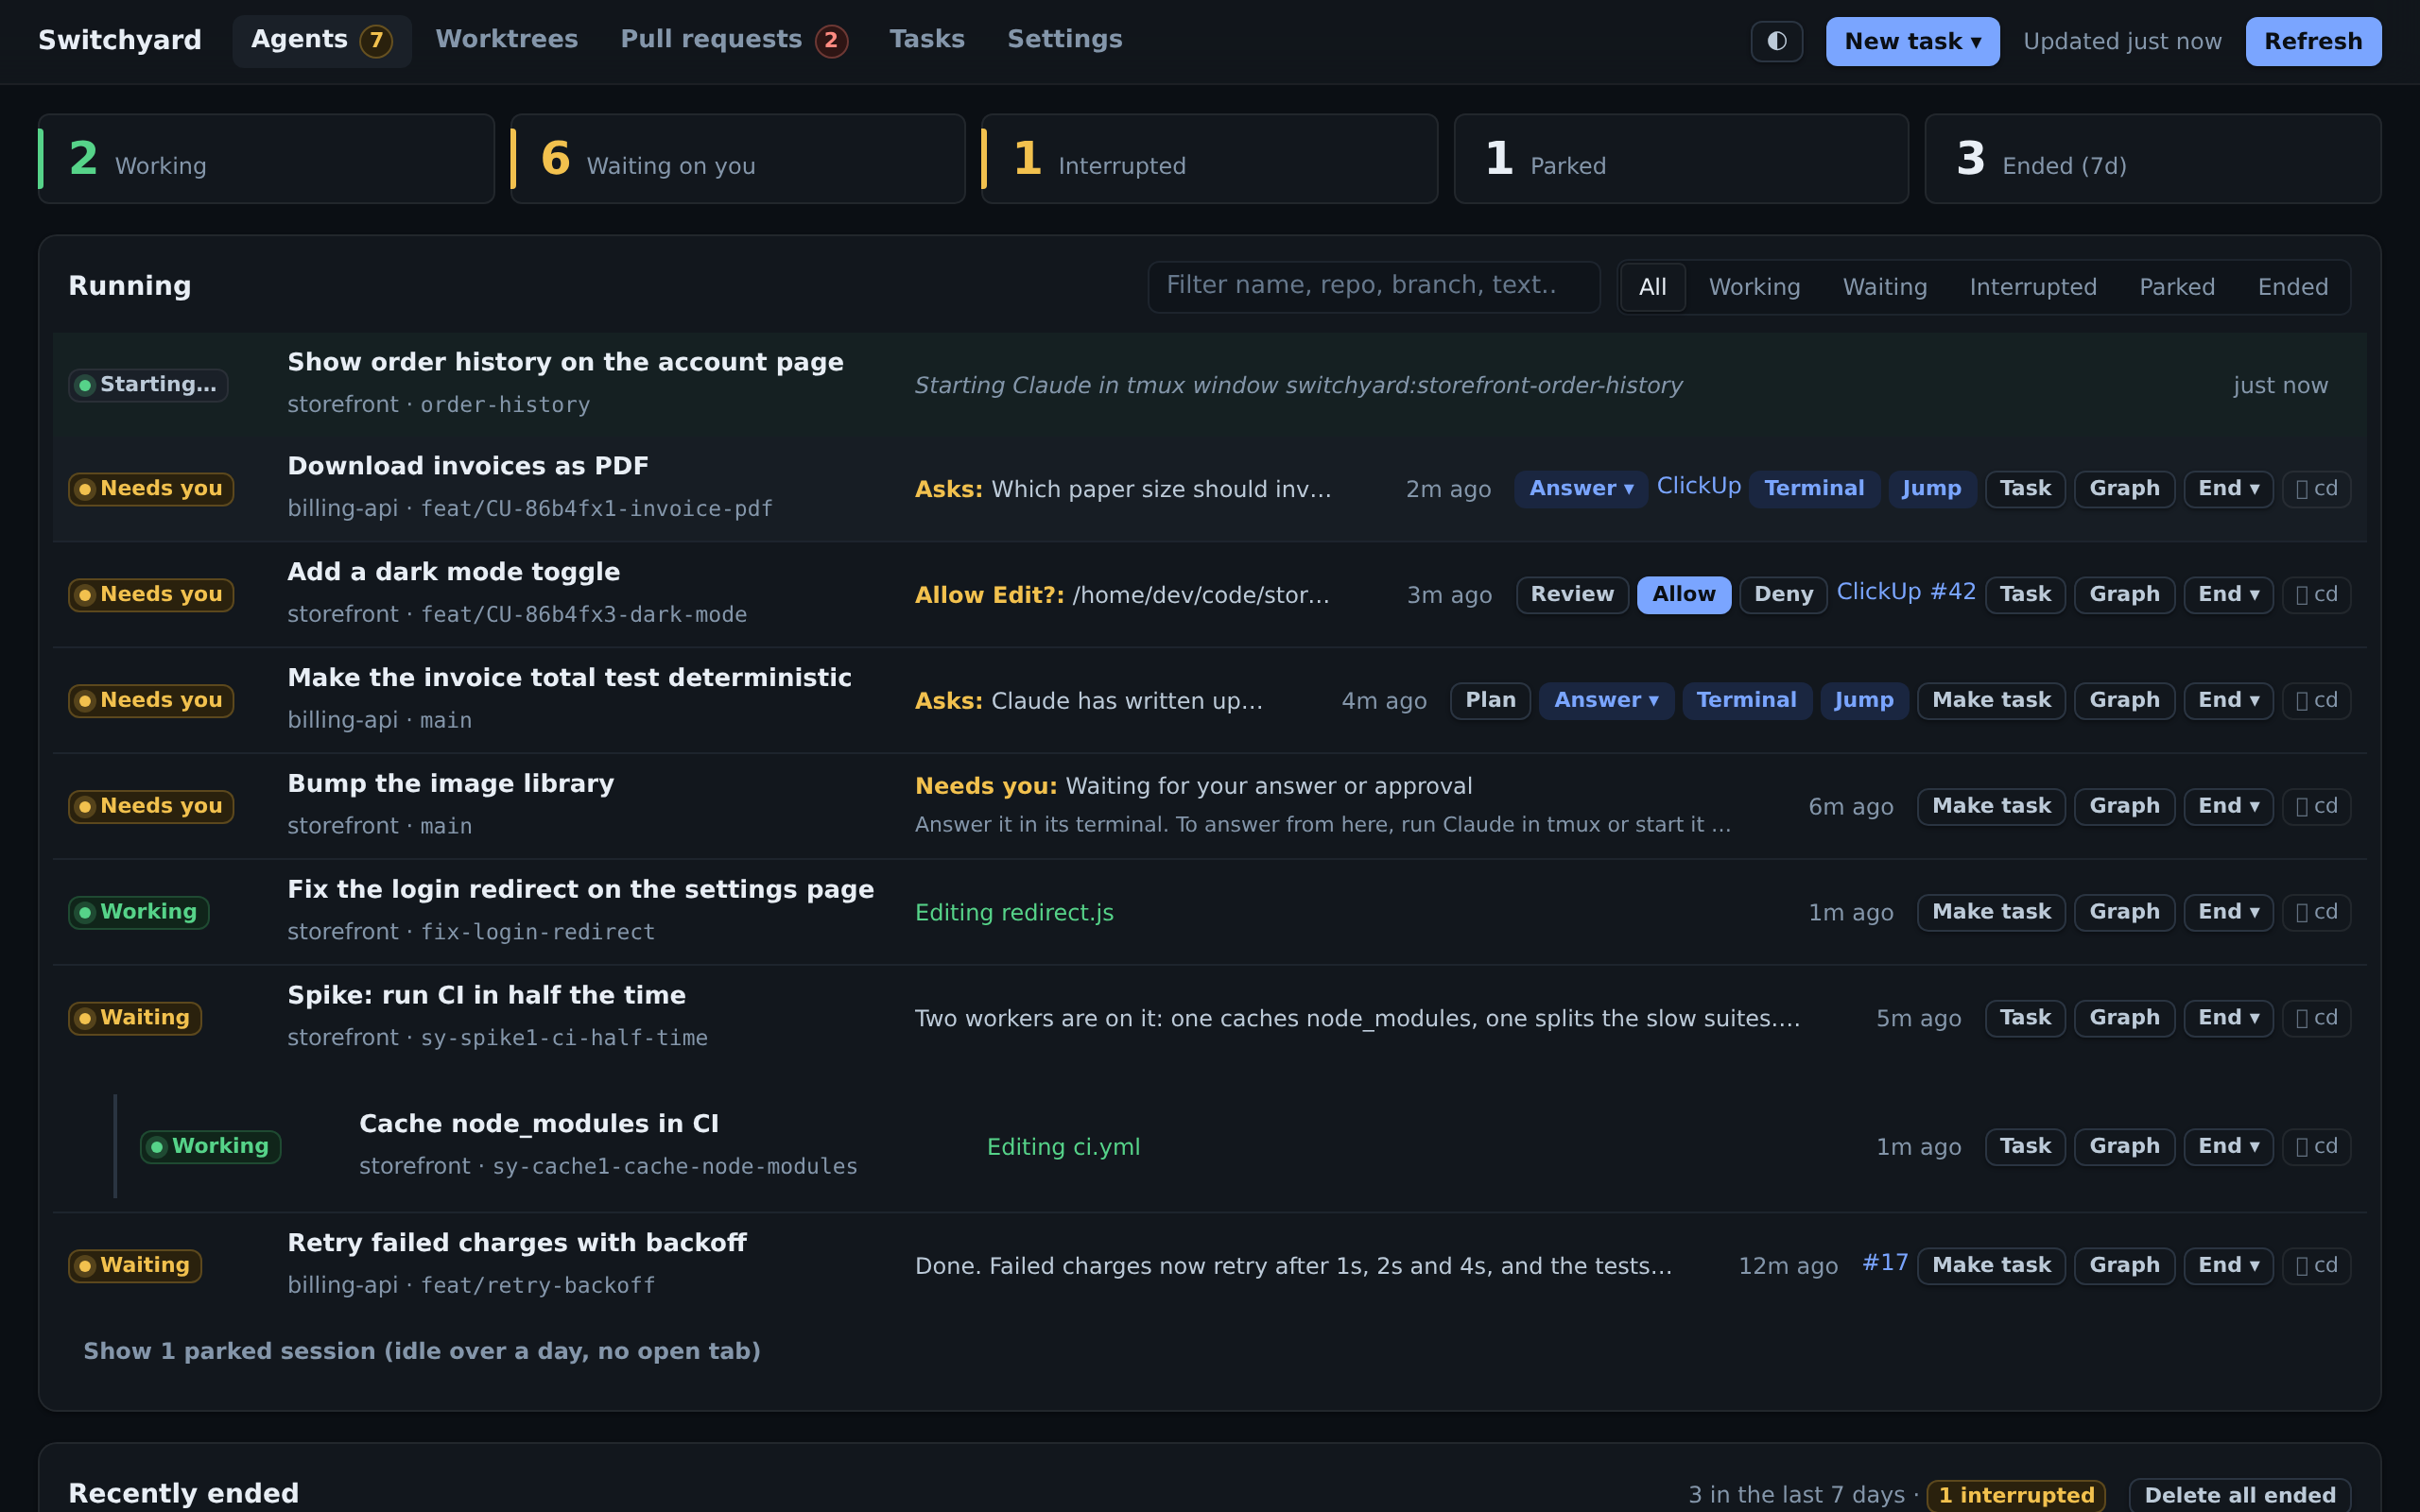 Switchyard Agents 7 Worktrees Pull requests 2 Tasks Settings New task ▾ Updated just now Refresh
2 Working 6 Waiting on you 1 Interrupted 1 Parked 3 Ended (7d)
Running Filter name, repo, branch, text.. All Working Waiting Interrupted Parked Ended
Show order history on the account page
Starting… Starting Claude in tmux window switchyard:storefront-order-history just now
storefront · order-history
Download invoices as PDF
Needs you Asks: Which paper size should inv… 2m ago Answer ▾ ClickUp Terminal Jump Task Graph End ▾ cd
billing-api · feat/CU-86b4fx1-invoice-pdf
Add a dark mode toggle
Needs you Allow Edit?: /home/dev/code/stor… 3m ago Review Allow Deny ClickUp #42 Task Graph End ▾ cd
storefront · feat/CU-86b4fx3-dark-mode
Make the invoice total test deterministic
Needs you Asks: Claude has written up… 4m ago Plan Answer ▾ Terminal Jump Make task Graph End ▾ cd
billing-api · main
Bump the image library Needs you: Waiting for your answer or approval
Needs you 6m ago Make task Graph End ▾ cd
storefront · main Answer it in its terminal. To answer from here, run Claude in tmux or start it …
Fix the login redirect on the settings page
Working Editing redirect.js 1m ago Make task Graph End ▾ cd
storefront · fix-login-redirect
Spike: run CI in half the time
Waiting Two workers are on it: one caches node_modules, one splits the slow suites.… 5m ago Task Graph End ▾ cd
storefront · sy-spike1-ci-half-time
Cache node_modules in CI
Working Editing ci.yml 1m ago Task Graph End ▾ cd
storefront · sy-cache1-cache-node-modules
Retry failed charges with backoff
Waiting Done. Failed charges now retry after 1s, 2s and 4s, and the tests… 12m ago #17 Make task Graph End ▾ cd
billing-api · feat/retry-backoff
Show 1 parked session (idle over a day, no open tab)
Recently ended 3 in the last 7 days · 1 interrupted Delete all ended